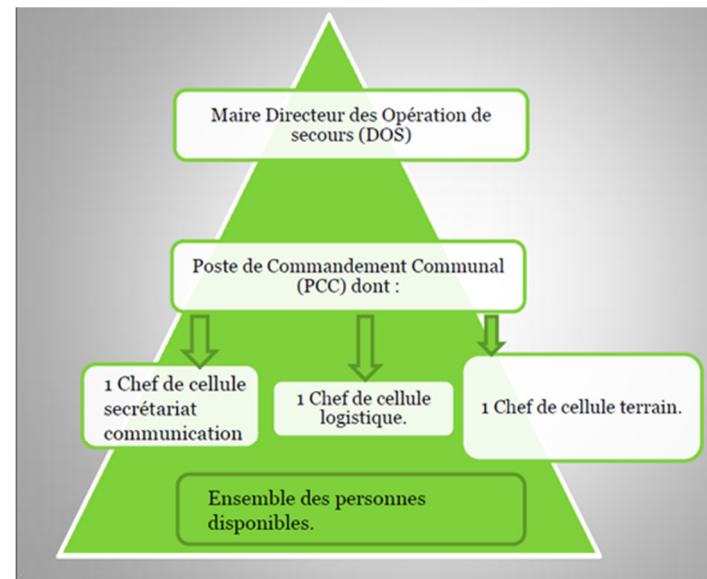 Maire Directeur des Opération de
secours (DOS)
Poste de Commandement Communal
(PCC) dont :
1 Chef de cellule
secrétariat
communication
1 Chef de cellule
logistique.
1 Chef de cellule terrain.
Ensemble des personnes
disponibles.